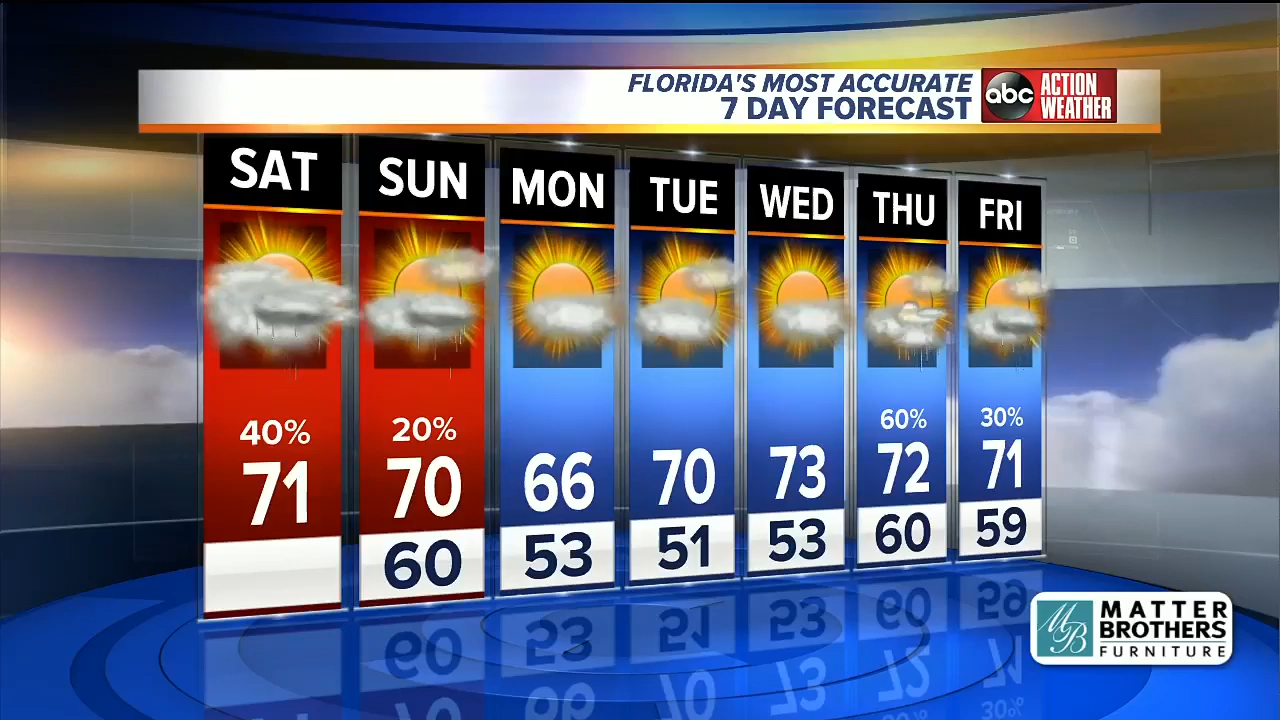 FLORIDA'S MOST ACCURATE
7 DAY FORECAST
abc
ACTION
WEATHER
SAT
40%
71
SUN
20%
70
60
MON
66
53
TUE
70
51
WED
73
53
THU
60%
72
60
FRI
30%
71
59
MB
MATTER
BROTHERS
FURNITURE